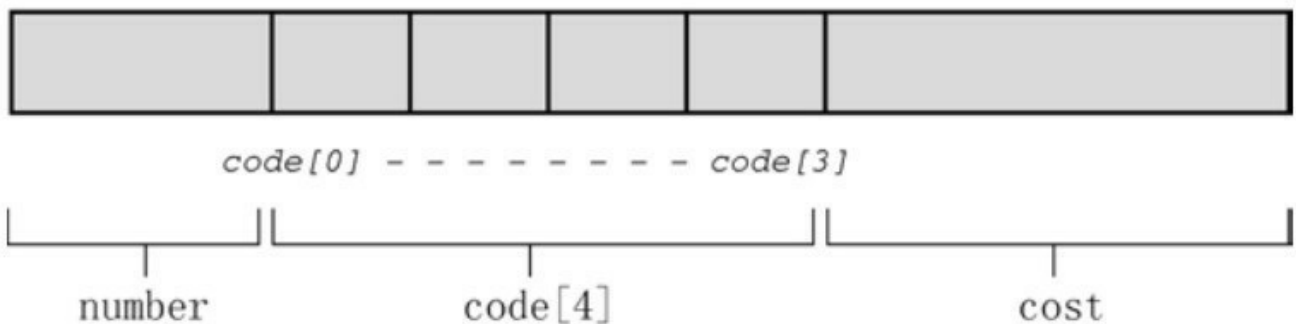 code[0] - - - - - - - - code[3]
number code[4] cost